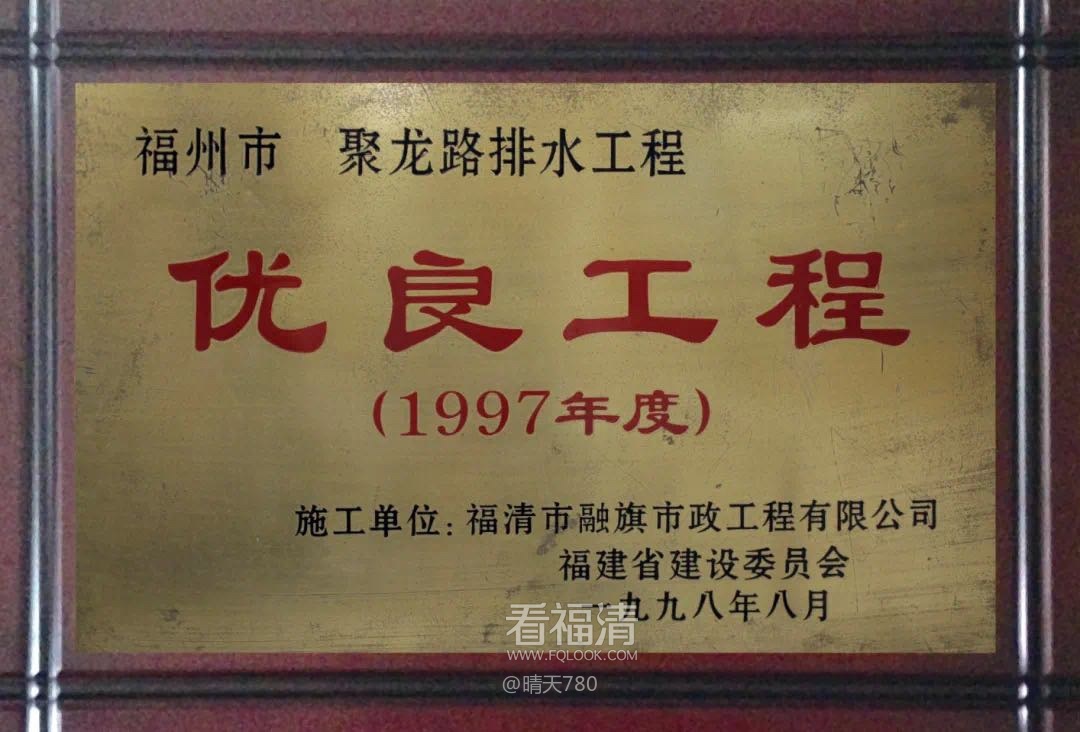 福州市 聚龙路排水工程
优良工程
(1997年度)
施工单位:福清市融旗市政工程有限公司
福建省建设委员会
一九九八年八月
看福清
WWW.FQLOOK.COM
@晴天780